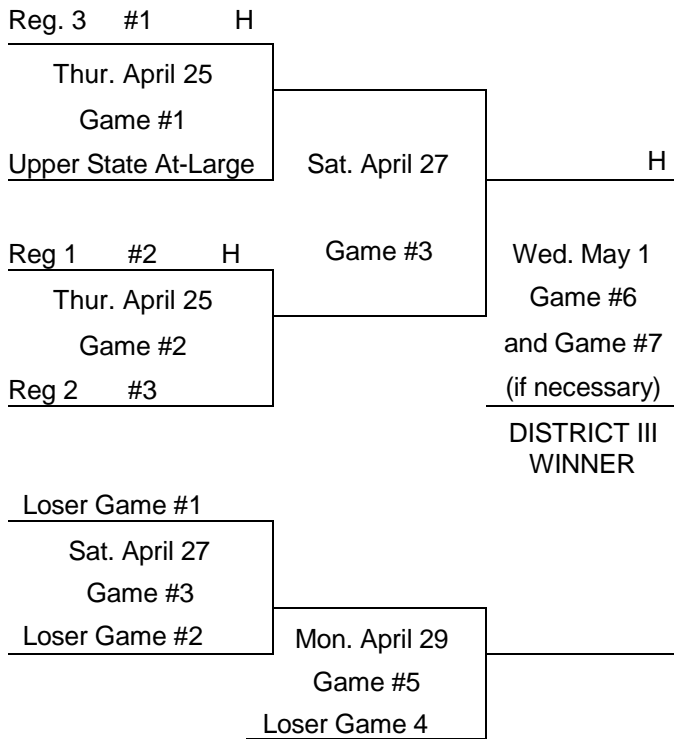 Reg. 3 #1 H
Thur. April 25
Game #1
Upper State At-Large
Sat. April 27
H
Reg 1 #2 H
Game #3
Wed. May 1
Thur. April 25
Game #6
Game #2
and Game #7
Reg 2 #3
(if necessary)
DISTRICT III
WINNER
Loser Game #1
Sat. April 27
Game #3
Loser Game #2
Mon. April 29
Game #5
Loser Game 4